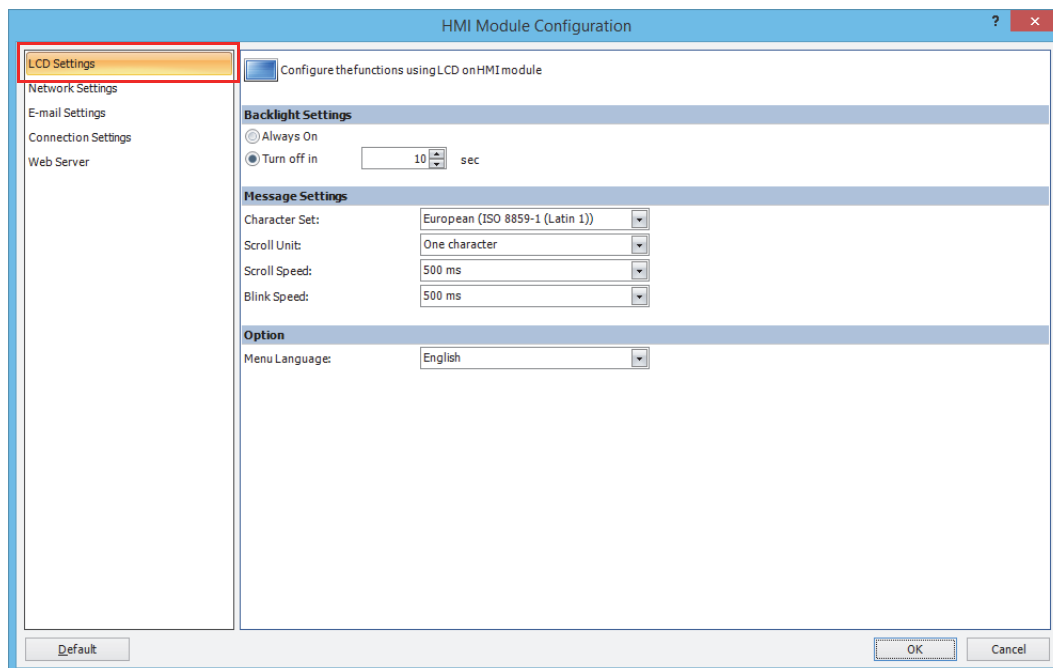 HMI Module Configuration
?
LCD Settings
Network Settings
E-mail Settings
Connection Settings
Web Server
Configure the functions using LCD on HMI module
Backlight Settings
Always On
Turn off in 10 sec
Message Settings
Character Set: European (ISO 8859-1 (Latin 1))
Scroll Unit: One character
Scroll Speed: 500 ms
Blink Speed: 500 ms
Option
Menu Language: English
Default OK Cancel